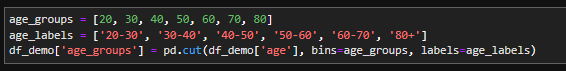 age_groups = [20, 30, 40, 50, 60, 70, 80]
age_labels = ['20-30', '30-40', '40-50', '50-60', '60-70', '80+']
df_demo['age_groups'] = pd.cut(df_demo['age'], bins=age_groups, labels=age_labels)